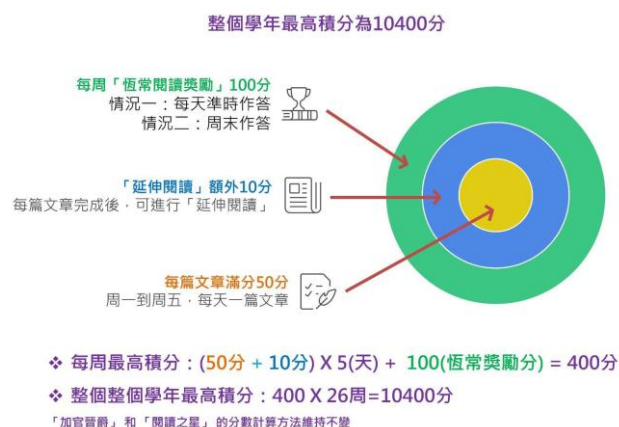 整個學年最高積分為10400分
每周「恆常閱讀獎勵」100分
情況一：每天準時作答
情況二：周末作答
「延伸閱讀」額外10分
每篇文章完成後，可進行「延伸閱讀」
每篇文章滿分50分
周一到周五，每天一篇文章
❖ 每周最高積分：(50分 + 10分) X 5(天) + 100(恆常獎勵分) = 400分
❖ 整個整個學年最高積分：400 X 26周=10400分
「加官晉爵」和「閱讀之星」的分數計算方法維持不變